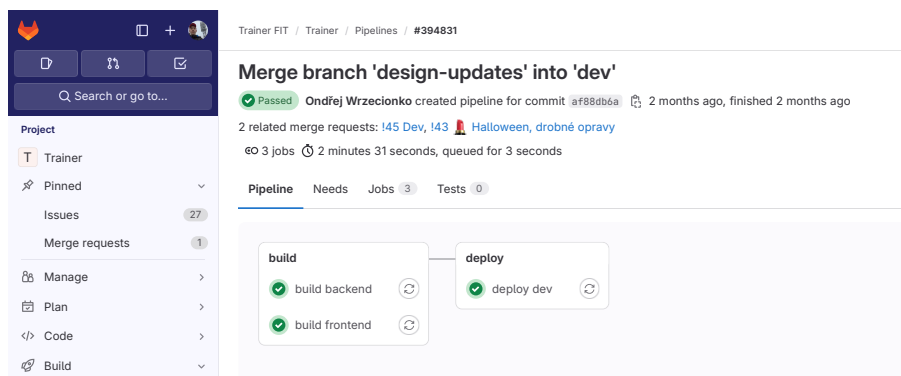 Trainer FIT / Trainer / Pipelines / #394831
Search or go to...
Project
T Trainer
Pinned
Issues 27
Merge requests 1
Manage
Plan
Code
Build
Merge branch 'design-updates' into 'dev'
Passed Ondřej Wrzecionko created pipeline for commit af88db6a 2 months ago, finished 2 months ago
2 related merge requests: !45 Dev, !43 🚨 Halloween, drobné opravy
3 jobs 2 minutes 31 seconds, queued for 3 seconds
Pipeline Needs Jobs 3 Tests 0
build
build backend
build frontend
deploy
deploy dev